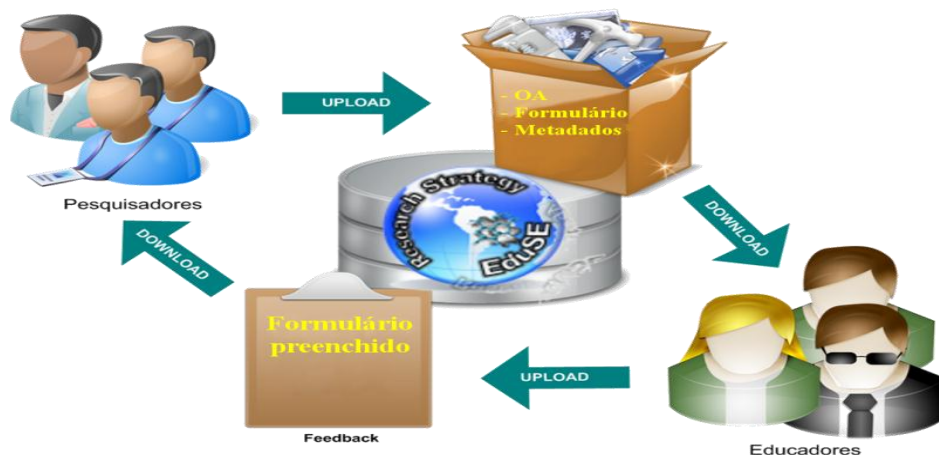 UPLOAD
- OA
- Formulário
- Metadados
Pesquisadores
DOWNLOAD
Research Strategy
EduSE
DOWNLOAD
Formulário
preenchido
UPLOAD
Feedback
Educadores